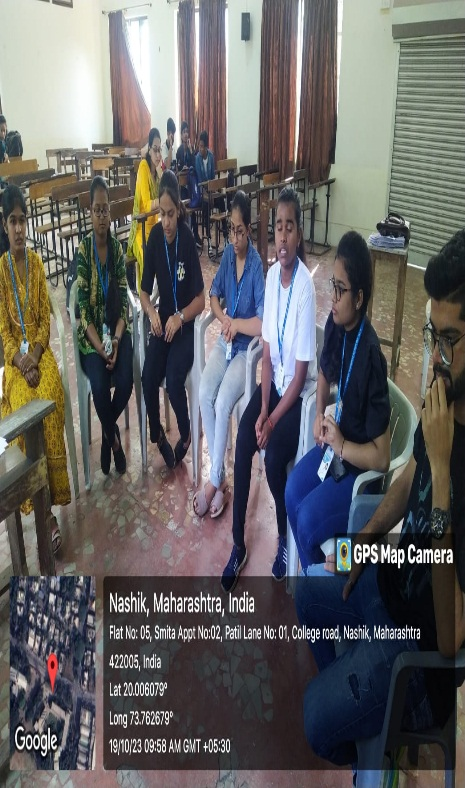 GPS Map Camera
Nashik, Maharashtra, India
Flat No: 05, Smita Appt No:02, Patil Lane No: 01, College road, Nashik, Maharashtra
422005, India
Lat 20.006079°
Long 73.762679°
19/10/23 09:58 AM GMT +05:30
Google